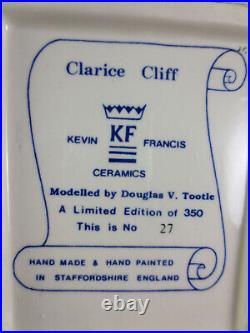 Clarice Cliff
KEVIN KF FRANCIS
CERAMICS
Modelled by Douglas V. Tootle
A Limited Edition of 350
This is No 27
HAND MADE & HAND PAINTED
IN STAFFORDSHIRE ENGLAND